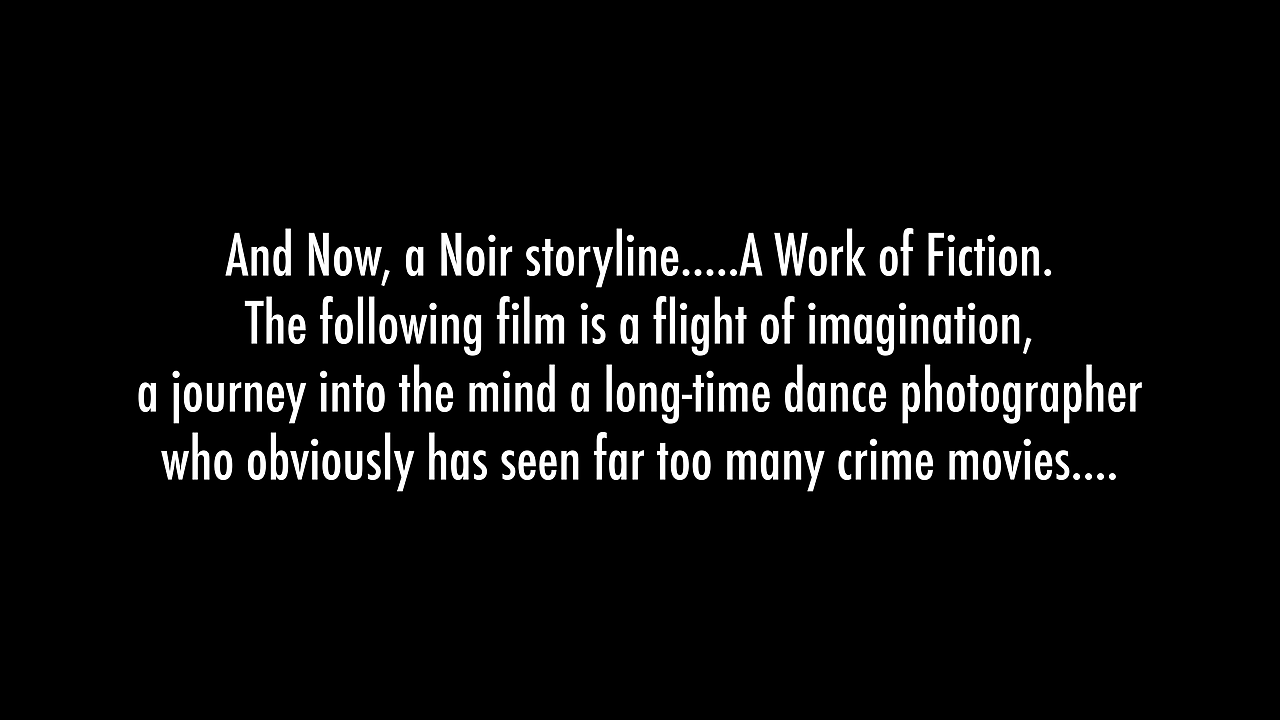 And Now, a Noir storyline.....A Work of Fiction.
The following film is a flight of imagination,
a journey into the mind a long-time dance photographer
who obviously has seen far too many crime movies....